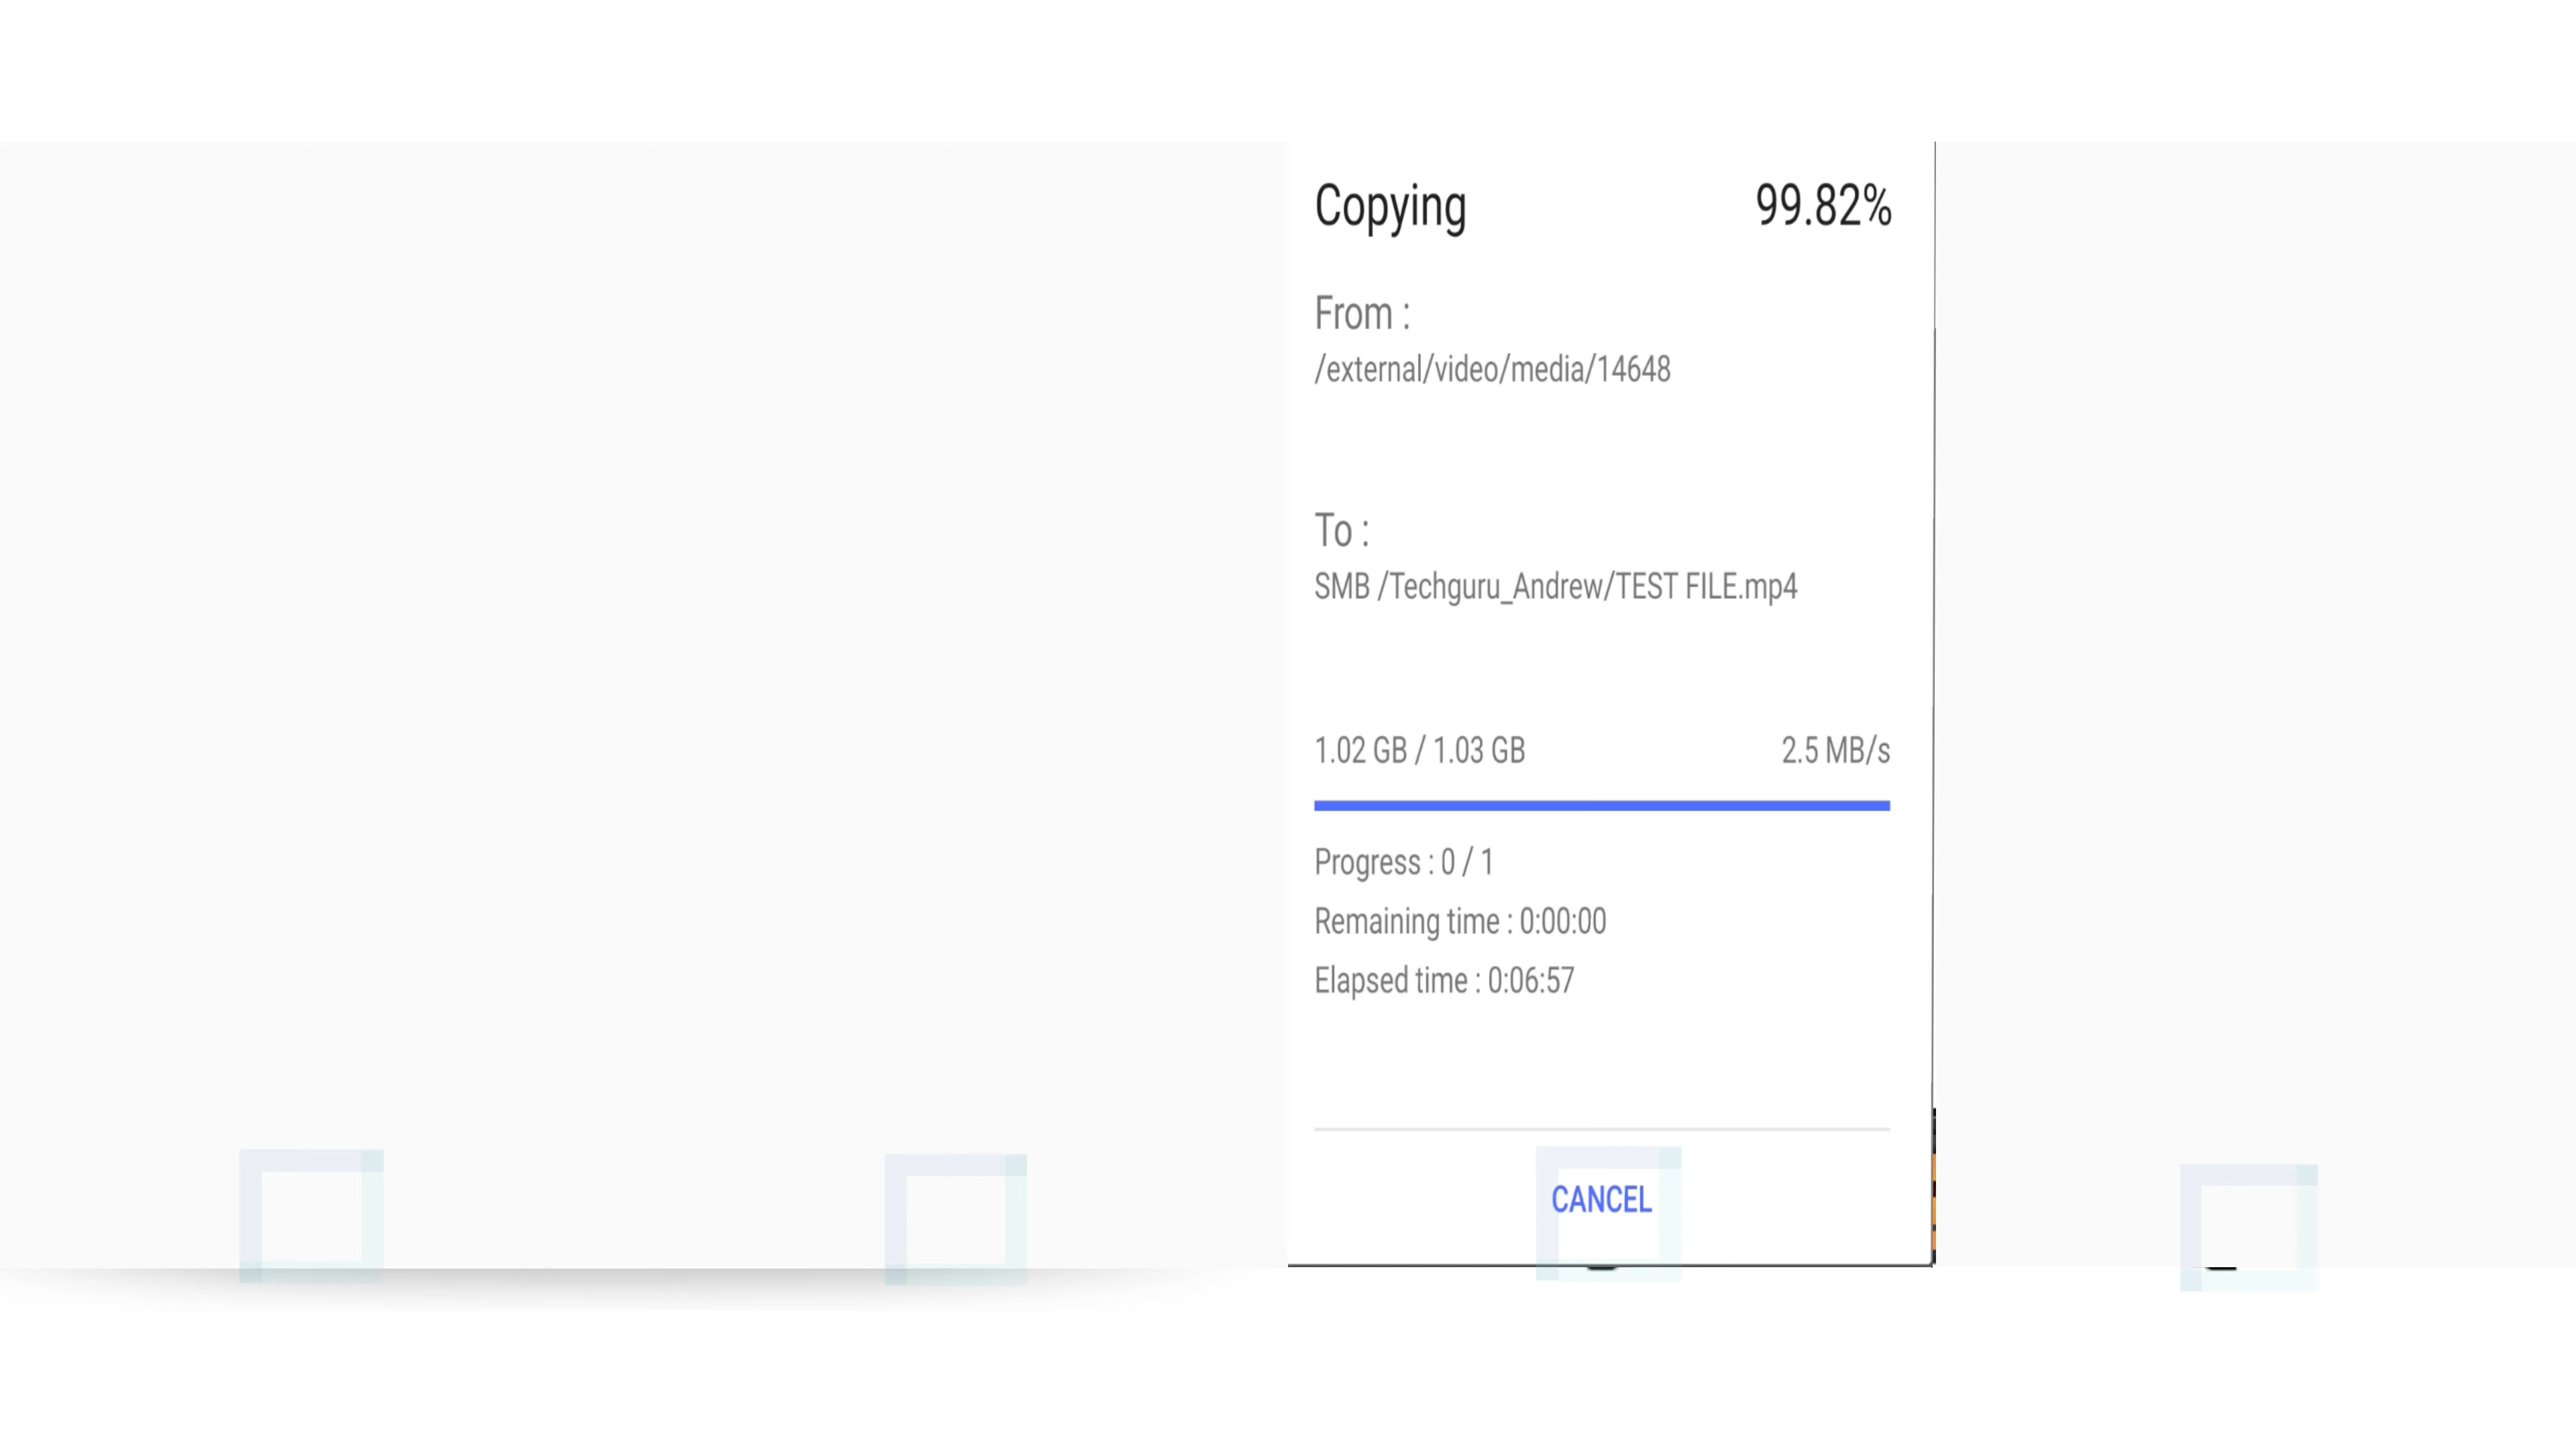 Copying 99.82%
From :
/external/video/media/14648
To :
SMB /Techguru_Andrew/TEST FILE.mp4
1.02 GB / 1.03 GB 2.5 MB/s
Progress : 0 / 1
Remaining time : 0:00:00
Elapsed time : 0:06:57
CANCEL